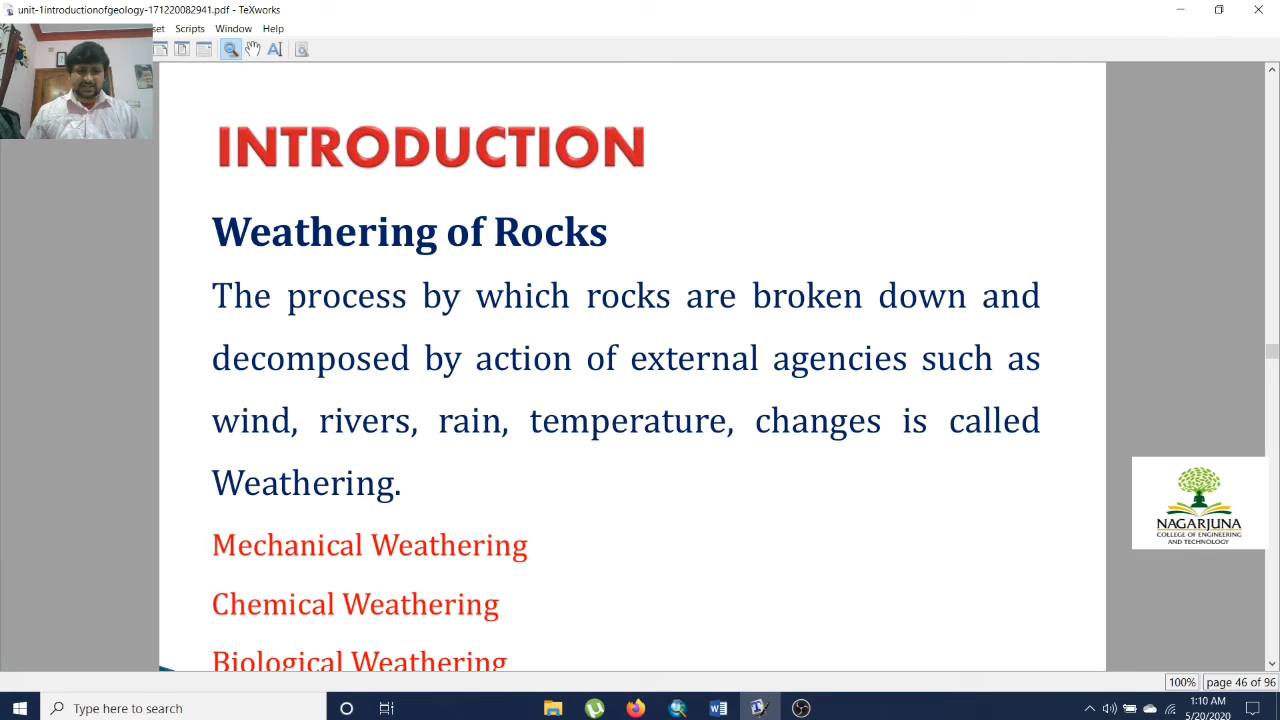 unit-1introductionofgeology-171220082941.pdf - TeXworks
set Scripts Window Help
INTRODUCTION
Weathering of Rocks
The process by which rocks are broken down and
decomposed by action of external agencies such as
wind, rivers, rain, temperature, changes is called
Weathering.
Mechanical Weathering
Chemical Weathering
Biological Weathering
NAGARJUNA
COLLEGE OF ENGINEERING
AND TECHNOLOGY
100% page 46 of 96
Type here to search
1:10 AM
5/20/2020